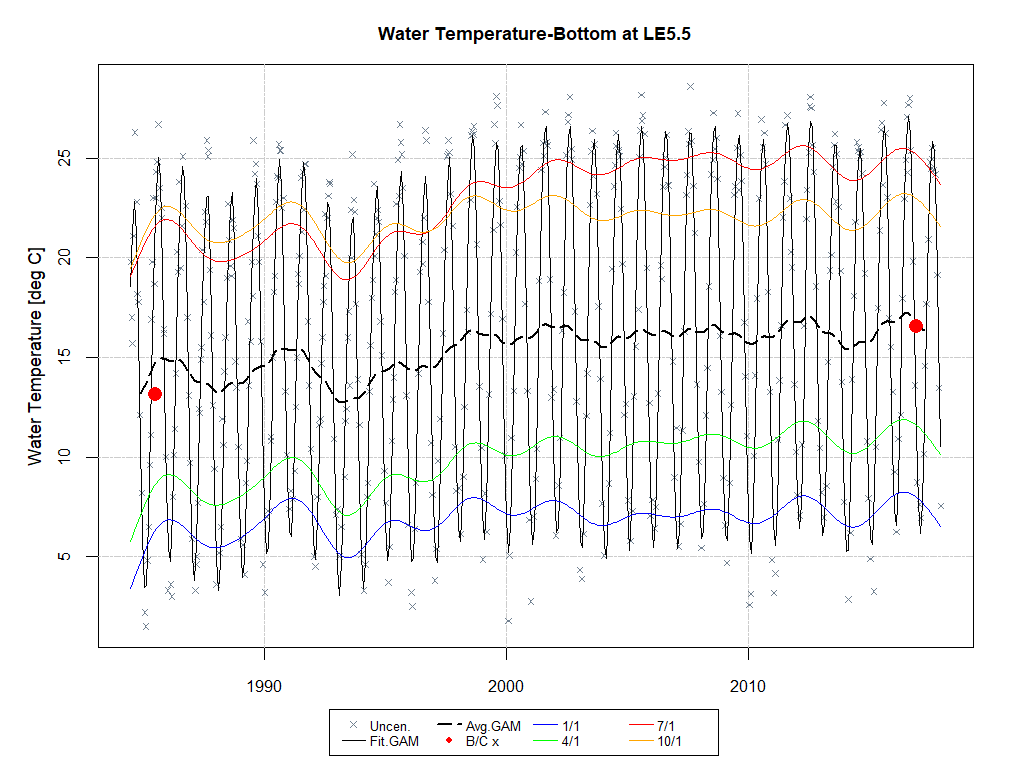 Water Temperature-Bottom at LE5.5
Water Temperature [deg C]
25
20
15
10
5
1990 2000 2010
Uncen. Avg.GAM 1/1 7/1
Fit.GAM B/C x 4/1 10/1